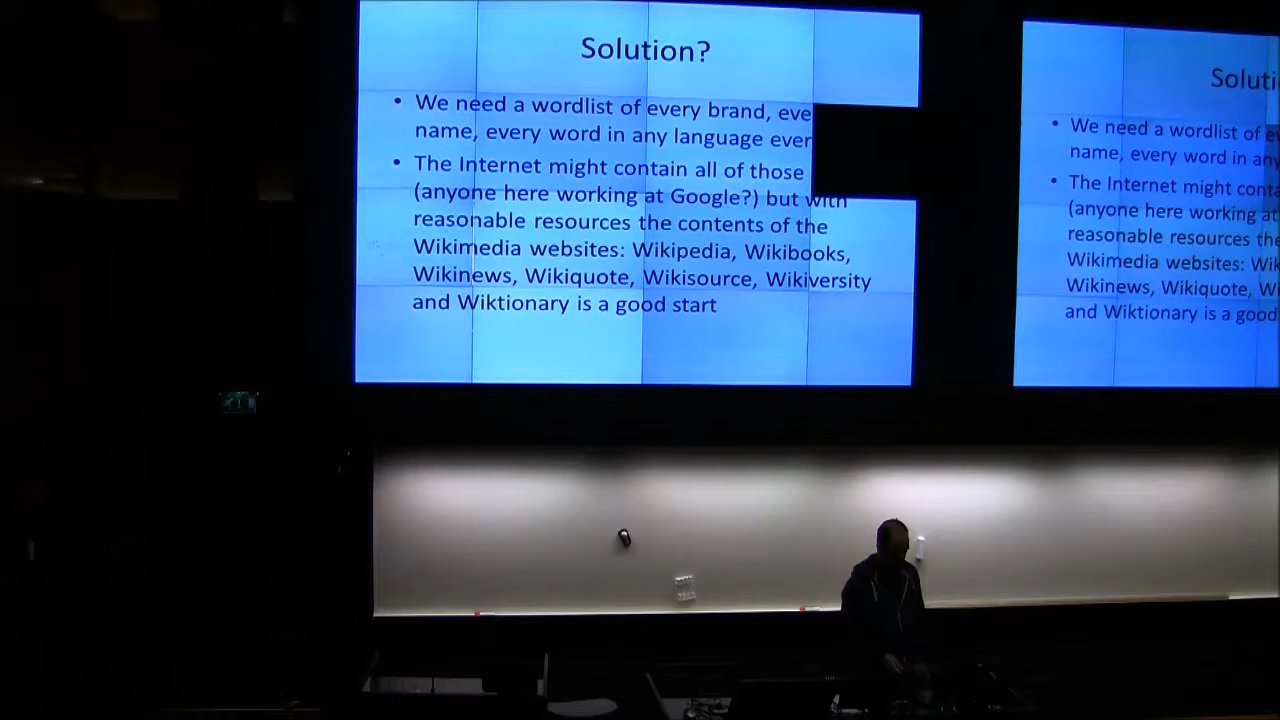 Solution?
• We need a wordlist of every brand, eve
name, every word in any language ever
• The Internet might contain all of those
(anyone here working at Google?) but with
reasonable resources the contents of the
Wikimedia websites: Wikipedia, Wikibooks,
Wikinews, Wikiquote, Wikisource, Wikiversity
and Wiktionary is a good start
Soluti
• We need a wordlist of e
name, every word in any
• The Internet might conta
(anyone here working at
reasonable resources the
Wikimedia websites: Wik
Wikinews, Wikiquote, Wi
and Wiktionary is a good